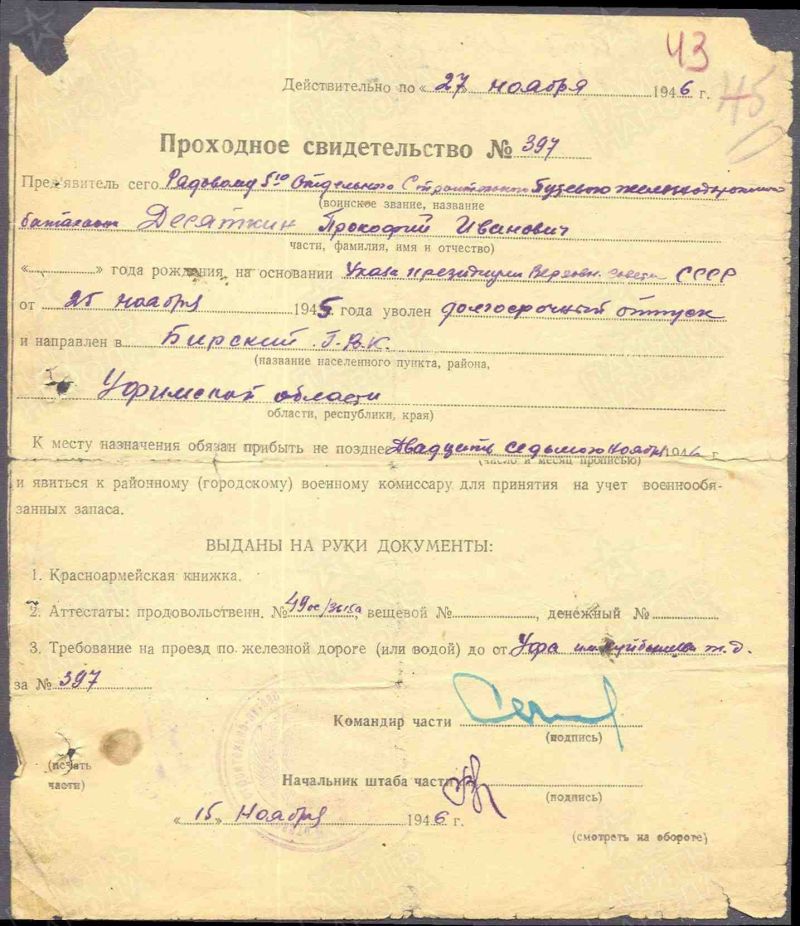 43
Действительно по «27» ноября 1946 г.
Проходное свидетельство № 397
Пред'явитель сего Рядовому 5го Отдельного Строительного Путевого железнодорожного
(воинское звание, название
батальон Десяткин Прокофий Иванович
части, фамилия, имя и отчество)
«» года рождения, на основании Указа президиума Верховн. Совета СССР
от 25 ноября 1945 года уволен долгосрочный отпуск
и направлен в Бирский Г.В.К.
(название населенного пункта, района,
Уфимской области
области, республики, края)
К месту назначения обязан прибыть не позднее Двадцать седьмого Ноября 1946 г.
(число и месяц прописью)
и явиться к районному (городскому) военному комиссару для принятия на учет военнообя-
занных запаса.
ВЫДАНЫ НА РУКИ ДОКУМЕНТЫ:
1. Красноармейская книжка.
2. Аттестаты: продовольственн. №, вещевой №, денежный №
3. Требование на проезд по железной дороге (или водой) до ст. Уфа ж.д.
за № 397
Командир части
(подпись)
(печать
части)
Начальник штаба части
(подпись)
«15» Ноября 1946 г.
(смотреть на обороте)